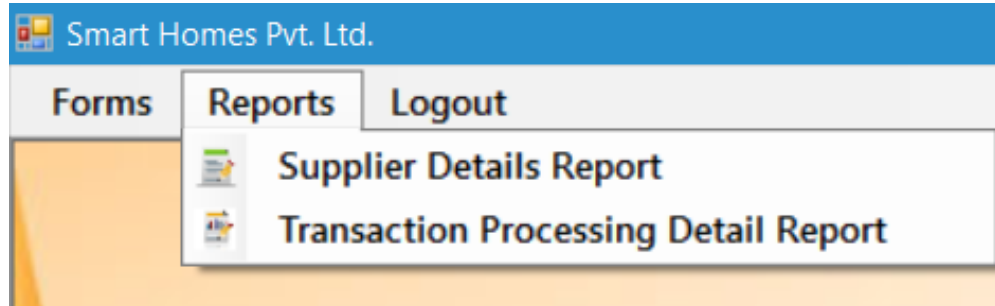 Smart Homes Pvt. Ltd.
Forms Reports Logout
Supplier Details Report
Transaction Processing Detail Report